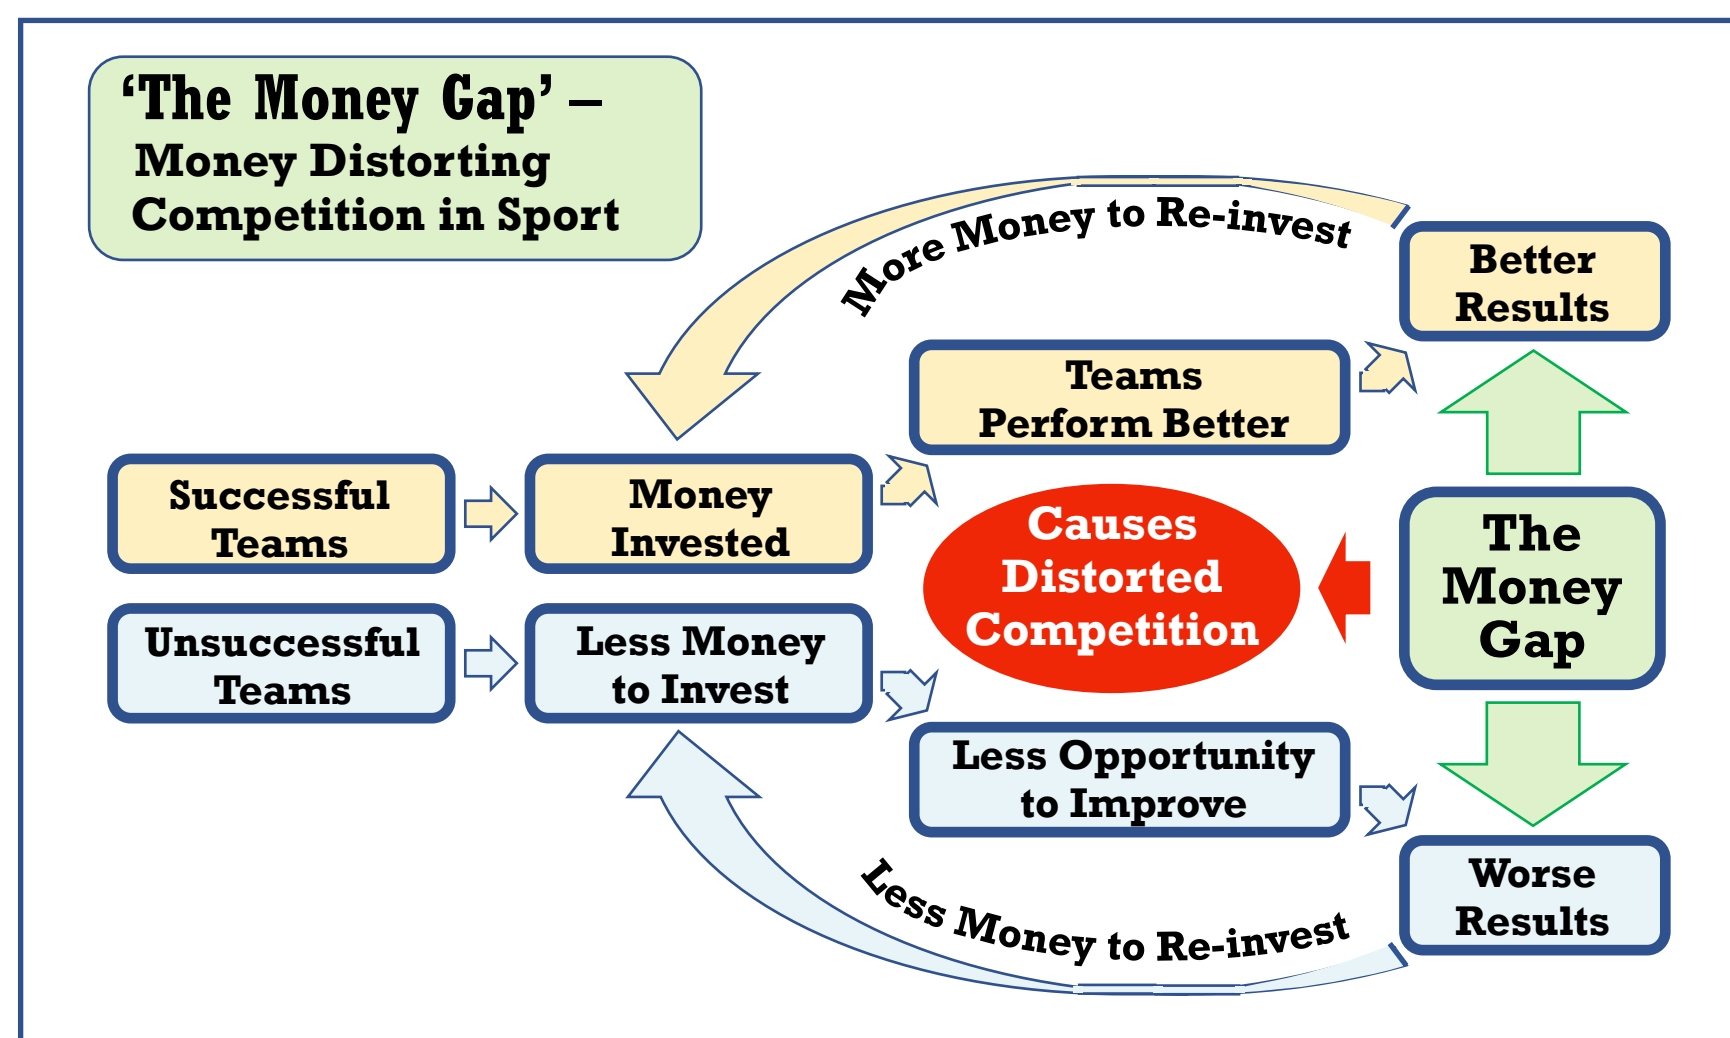 ‘The Money Gap’ –
Money Distorting
Competition in Sport
More Money to Re-invest
Better
Results
Teams
Perform Better
Successful
Teams
Money
Invested
Causes
Distorted
Competition
The
Money
Gap
Unsuccessful
Teams
Less Money
to Invest
Less Opportunity
to Improve
Worse
Results
Less Money to Re-invest